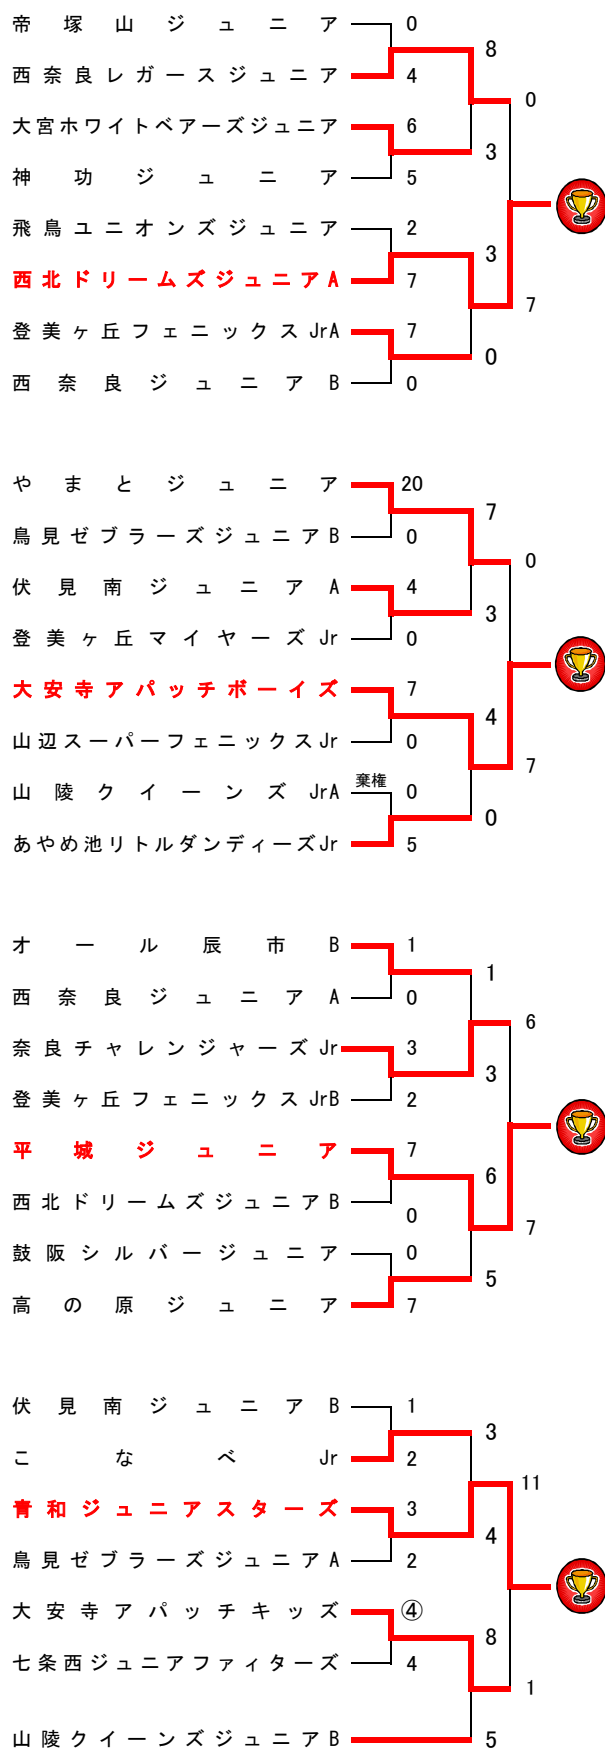 帝塚山ジュニア 0
8
西奈良レガースジュニア 4
0
大宮ホワイトベアーズジュニア 6
3
神功ジュニア 5
飛鳥ユニオンズジュニア 2
3
西北ドリームズジュニアA 7
7
登美ヶ丘フェニックスJrA 7
0
西奈良ジュニアB 0
やまとジュニア 20
7
鳥見ゼブラーズジュニアB 0
0
伏見南ジュニアA 4
3
登美ヶ丘マイヤーズJr 0
大安寺アパッチボーイズ 7
4
山辺スーパーフェニックスJr 0
7
山陵クイーンズJrA 棄権 0
0
あやめ池リトルダンディーズJr 5
オール辰市B 1
1
西奈良ジュニアA 0
6
奈良チャレンジャーズJr 3
3
登美ヶ丘フェニックスJrB 2
平城ジュニア 7
6
西北ドリームズジュニアB 0
7
鼓阪シルバージュニア 0
5
高の原ジュニア 7
伏見南ジュニアB 1
3
こなべJr 2
11
青和ジュニアスターズ 3
4
鳥見ゼブラーズジュニアA 2
大安寺アパッチキッズ ④
8
七条西ジュニアファィターズ 4
1
山陵クイーンズジュニアB 5